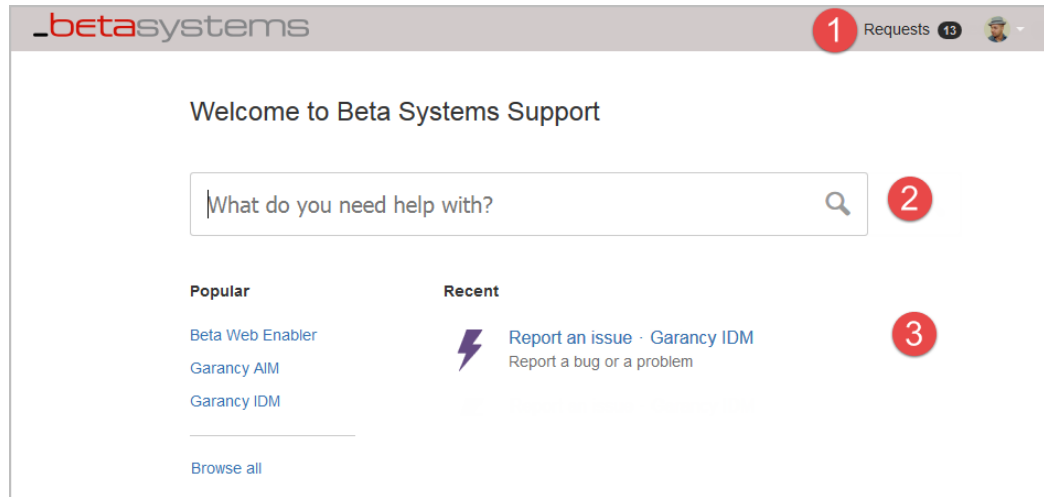 _betasystems
1 Requests 13
Welcome to Beta Systems Support
What do you need help with? 2
Popular
Recent
Beta Web Enabler
Garancy AIM
Garancy IDM
Browse all
Report an issue · Garancy IDM
Report a bug or a problem
3